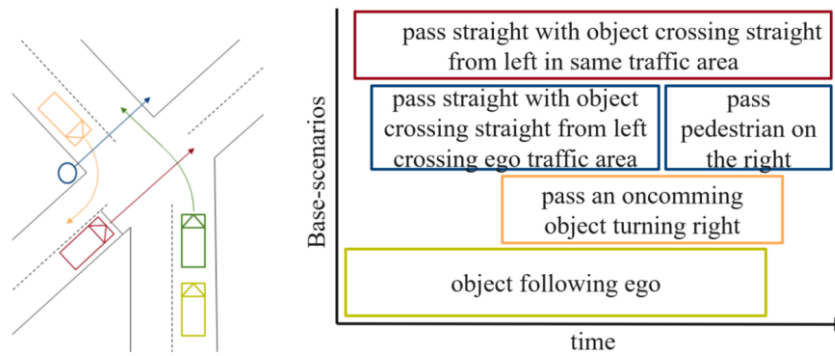 Base-scenarios
pass straight with object crossing straight
from left in same traffic area
pass straight with object
crossing straight from left
crossing ego traffic area
pass
pedestrian on
the right
pass an oncomming
object turning right
object following ego
time